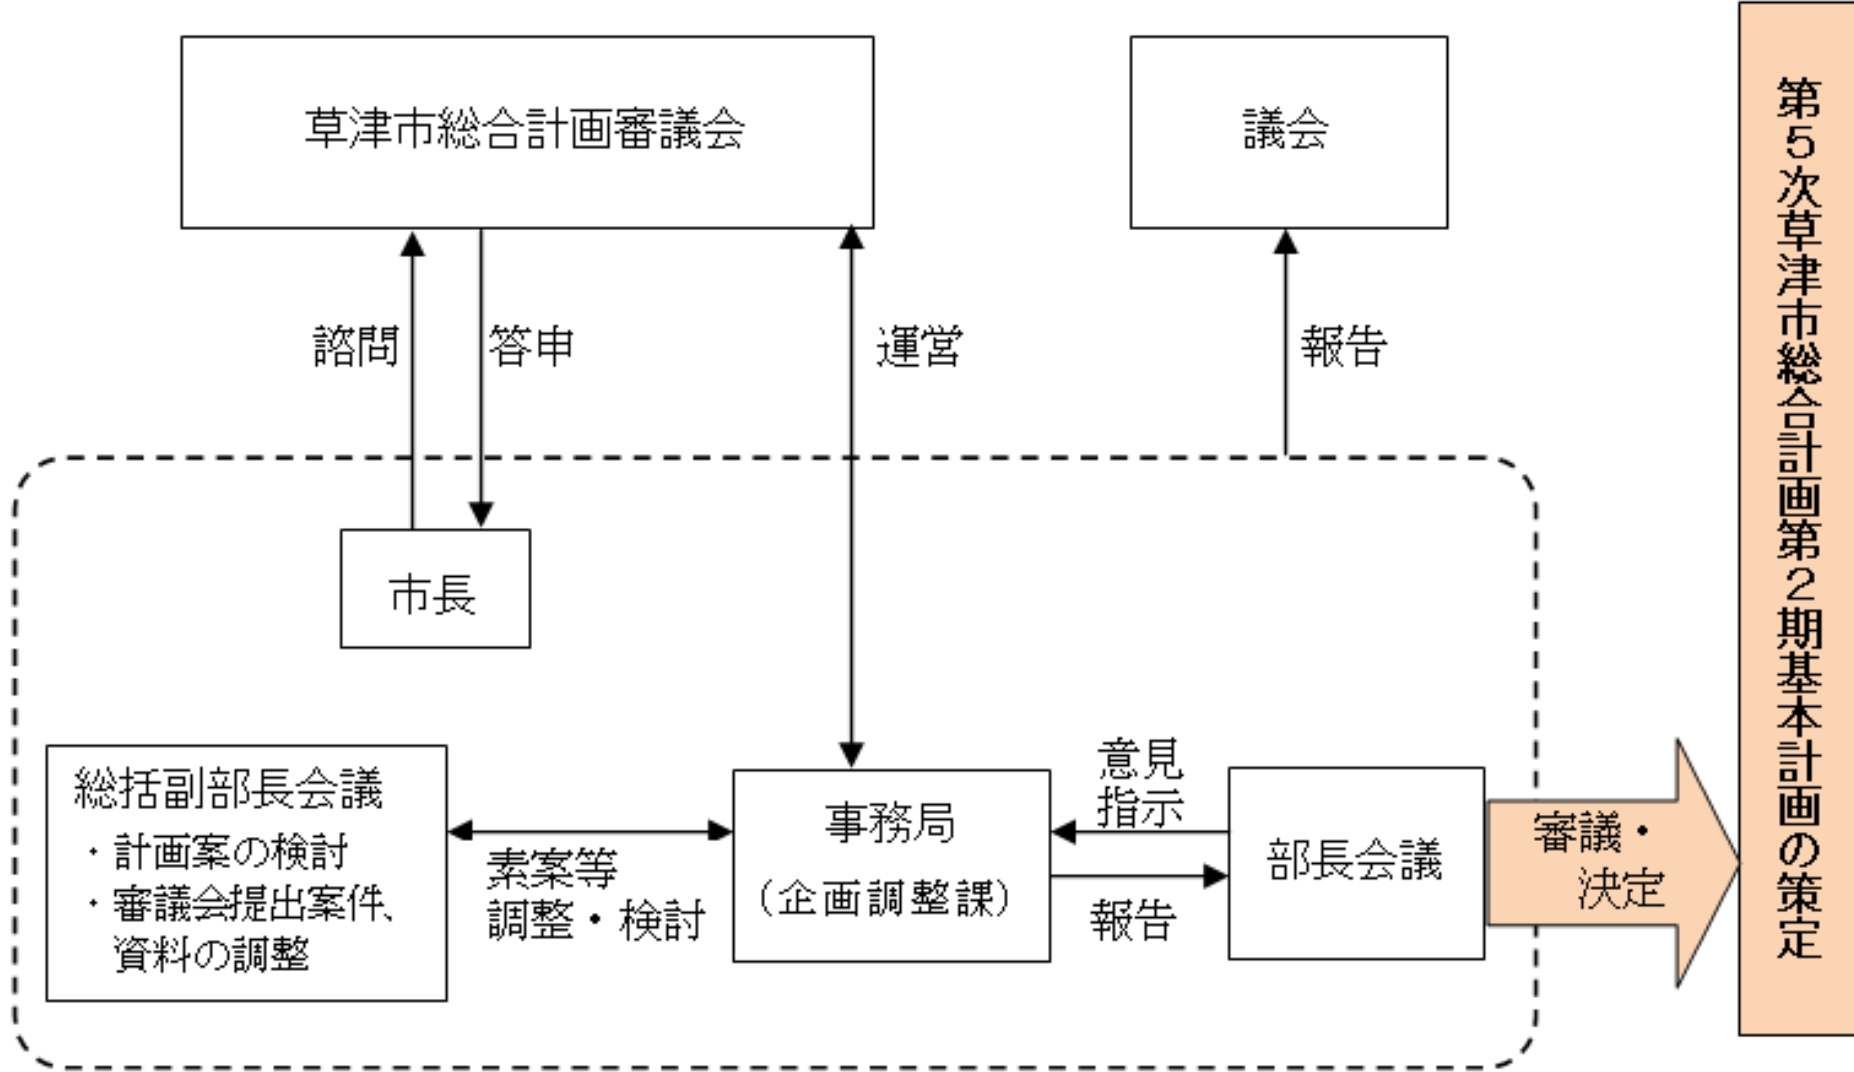 草津市総合計画審議会
議会
諮問
答申
運営
報告
市長
総括副部長会議
・計画案の検討
・審議会提出案件、
資料の調整
素案等
調整・検討
事務局
（企画調整課）
意見
指示
報告
部長会議
審議・
決定
第５次草津市総合計画第２期基本計画の策定